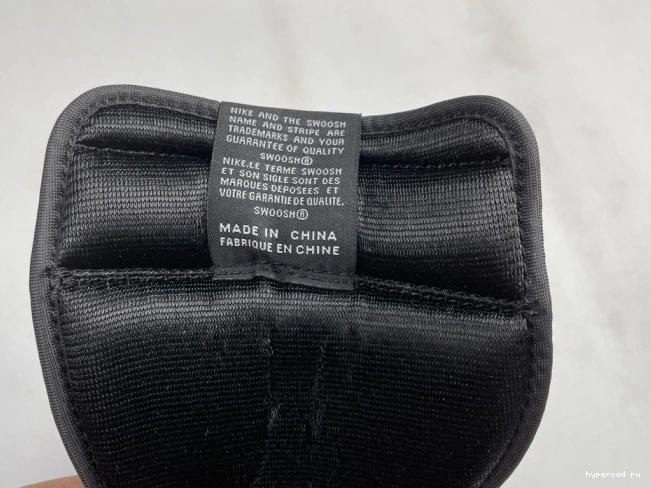 NIKE AND THE SWOOSH
NAME AND STRIPE ARE
TRADEMARKS AND YOUR
GUARANTEE OF QUALITY
SWOOSH®
NIKE.LE TERME SWOOSH
ET SON SIGLE SONT DES
MARQUES DEPOSEES ET
VOTRE GARANTIE DE QUALITE.
SWOOSH®
MADE IN CHINA
FABRIQUE EN CHINE
hyperoad.ru